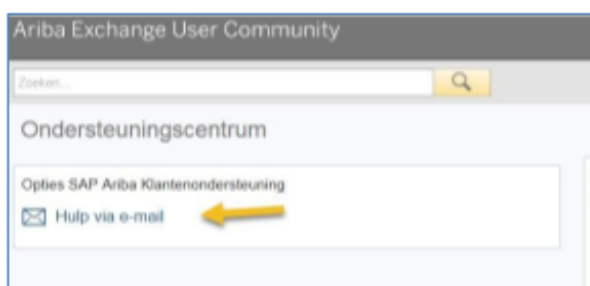 Ariba Exchange User Community
Zoeken...
Ondersteuningscentrum
Opties SAP Ariba Klantenondersteuning
Hulp via e-mail